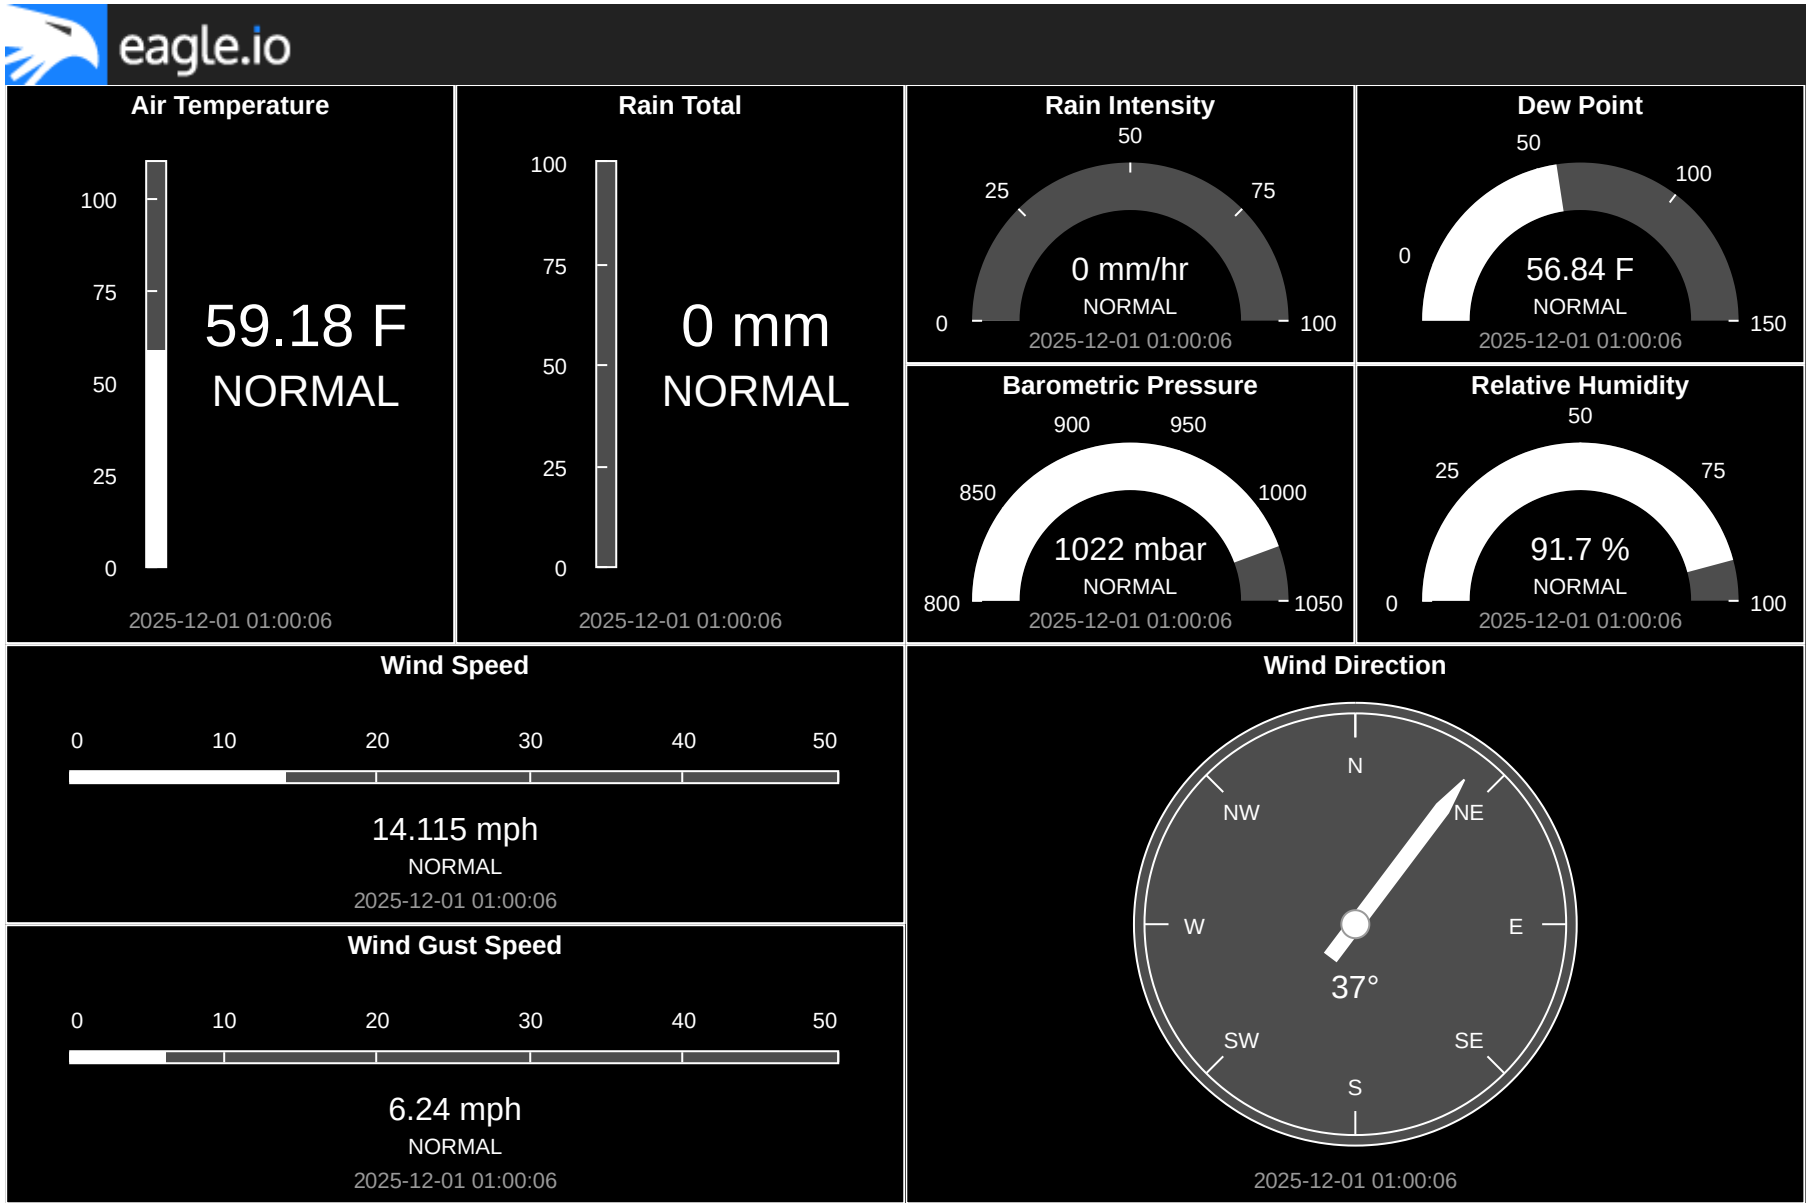 eagle.io
Air Temperature
100
75
50
25
0
59.18 F
NORMAL
2025-12-01 01:00:06
Rain Total
100
75
50
25
0
0 mm
NORMAL
2025-12-01 01:00:06
Rain Intensity
50
25
75
0
100
0 mm/hr
NORMAL
2025-12-01 01:00:06
Dew Point
50
100
0
150
56.84 F
NORMAL
2025-12-01 01:00:06
Barometric Pressure
900
950
850
1000
800
1050
1022 mbar
NORMAL
2025-12-01 01:00:06
Relative Humidity
50
25
75
0
100
91.7 %
NORMAL
2025-12-01 01:00:06
Wind Speed
0 10 20 30 40 50
14.115 mph
NORMAL
2025-12-01 01:00:06
Wind Gust Speed
0 10 20 30 40 50
6.24 mph
NORMAL
2025-12-01 01:00:06
Wind Direction
N
NW NE
W E
37°
SW SE
S
2025-12-01 01:00:06